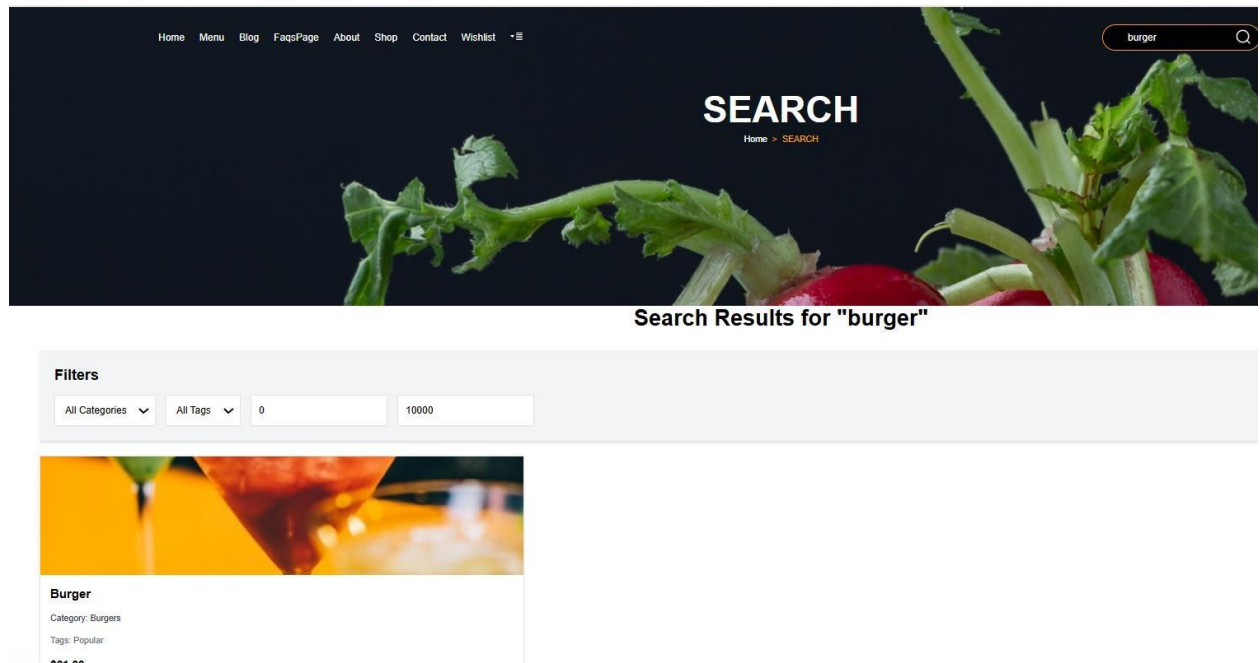 Home Menu Blog FaqsPage About Shop Contact Wishlist
burger
SEARCH
Home > SEARCH
Search Results for "burger"
Filters
All Categories
All Tags
0
10000
Burger
Category: Burgers
Tags: Popular